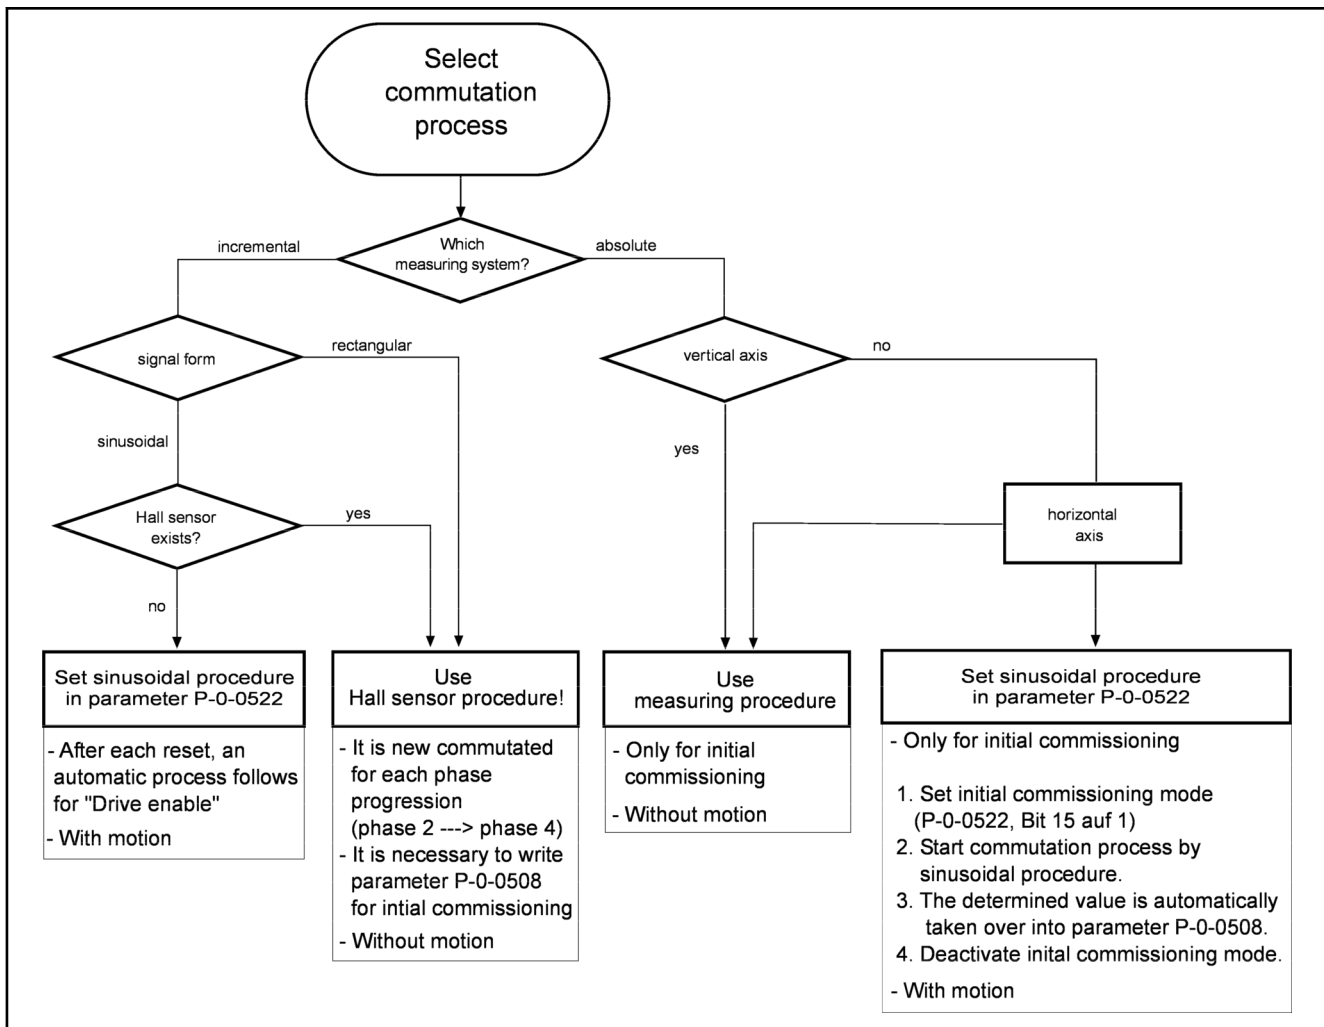 Select
commutation
process
Which
measuring system?
incremental
absolute
signal form
rectangular
vertical axis
no
sinusoidal
yes
Hall sensor
exists?
yes
horizontal
axis
no
Set sinusoidal procedure
in parameter P-0-0522
- After each reset, an
automatic process follows
for "Drive enable"
- With motion
Use
Hall sensor procedure!
- It is new commutated
for each phase
progression
(phase 2 ---> phase 4)
- It is necessary to write
parameter P-0-0508
for intial commissioning
- Without motion
Use
measuring procedure
- Only for initial
commissioning
- Without motion
Set sinusoidal procedure
in parameter P-0-0522
- Only for initial commissioning
1. Set initial commissioning mode
(P-0-0522, Bit 15 auf 1)
2. Start commutation process by
sinusoidal procedure.
3. The determined value is automatically
taken over into parameter P-0-0508.
4. Deactivate inital commissioning mode.
- With motion